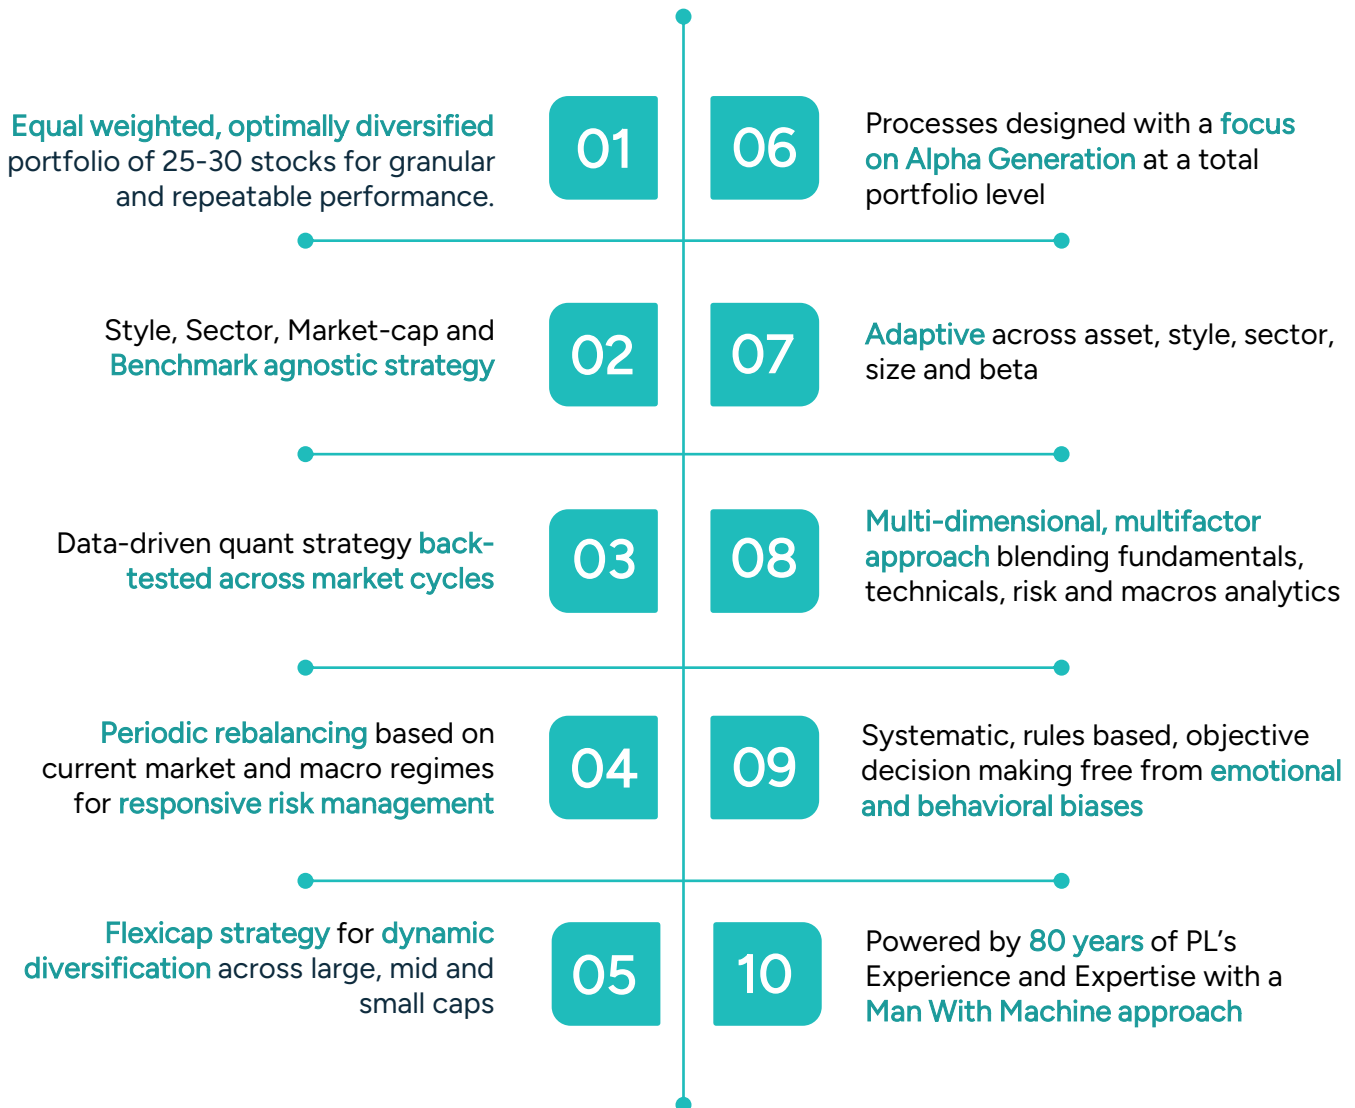 Equal weighted, optimally diversified
portfolio of 25-30 stocks for granular
and repeatable performance.
01
Style, Sector, Market-cap and
Benchmark agnostic strategy
02
Data-driven quant strategy back-
tested across market cycles
03
Periodic rebalancing based on
current market and macro regimes
for responsive risk management
04
Flexicap strategy for dynamic
diversification across large, mid and
small caps
05
06
Processes designed with a focus
on Alpha Generation at a total
portfolio level
07
Adaptive across asset, style, sector,
size and beta
08
Multi-dimensional, multifactor
approach blending fundamentals,
technicals, risk and macros analytics
09
Systematic, rules based, objective
decision making free from emotional
and behavioral biases
10
Powered by 80 years of PL’s
Experience and Expertise with a
Man With Machine approach